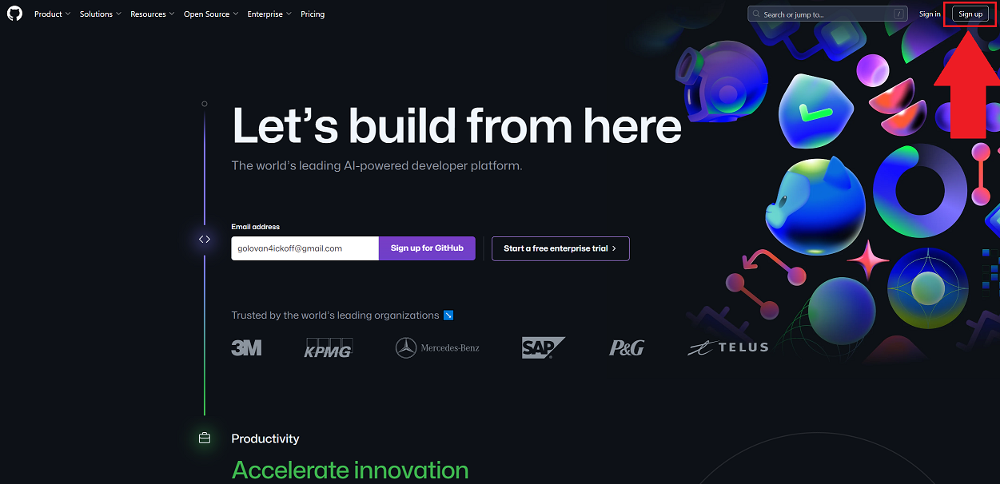 Product Solutions Resources Open Source Enterprise Pricing Search or jump to... / Sign in Sign up
Let’s build from here
The world’s leading AI-powered developer platform.
Email address
golovan4ickoff@gmail.com Sign up for GitHub Start a free enterprise trial
Trusted by the world’s leading organizations
3M KPMG Mercedes-Benz SAP P&G TELUS
Productivity
Accelerate innovation